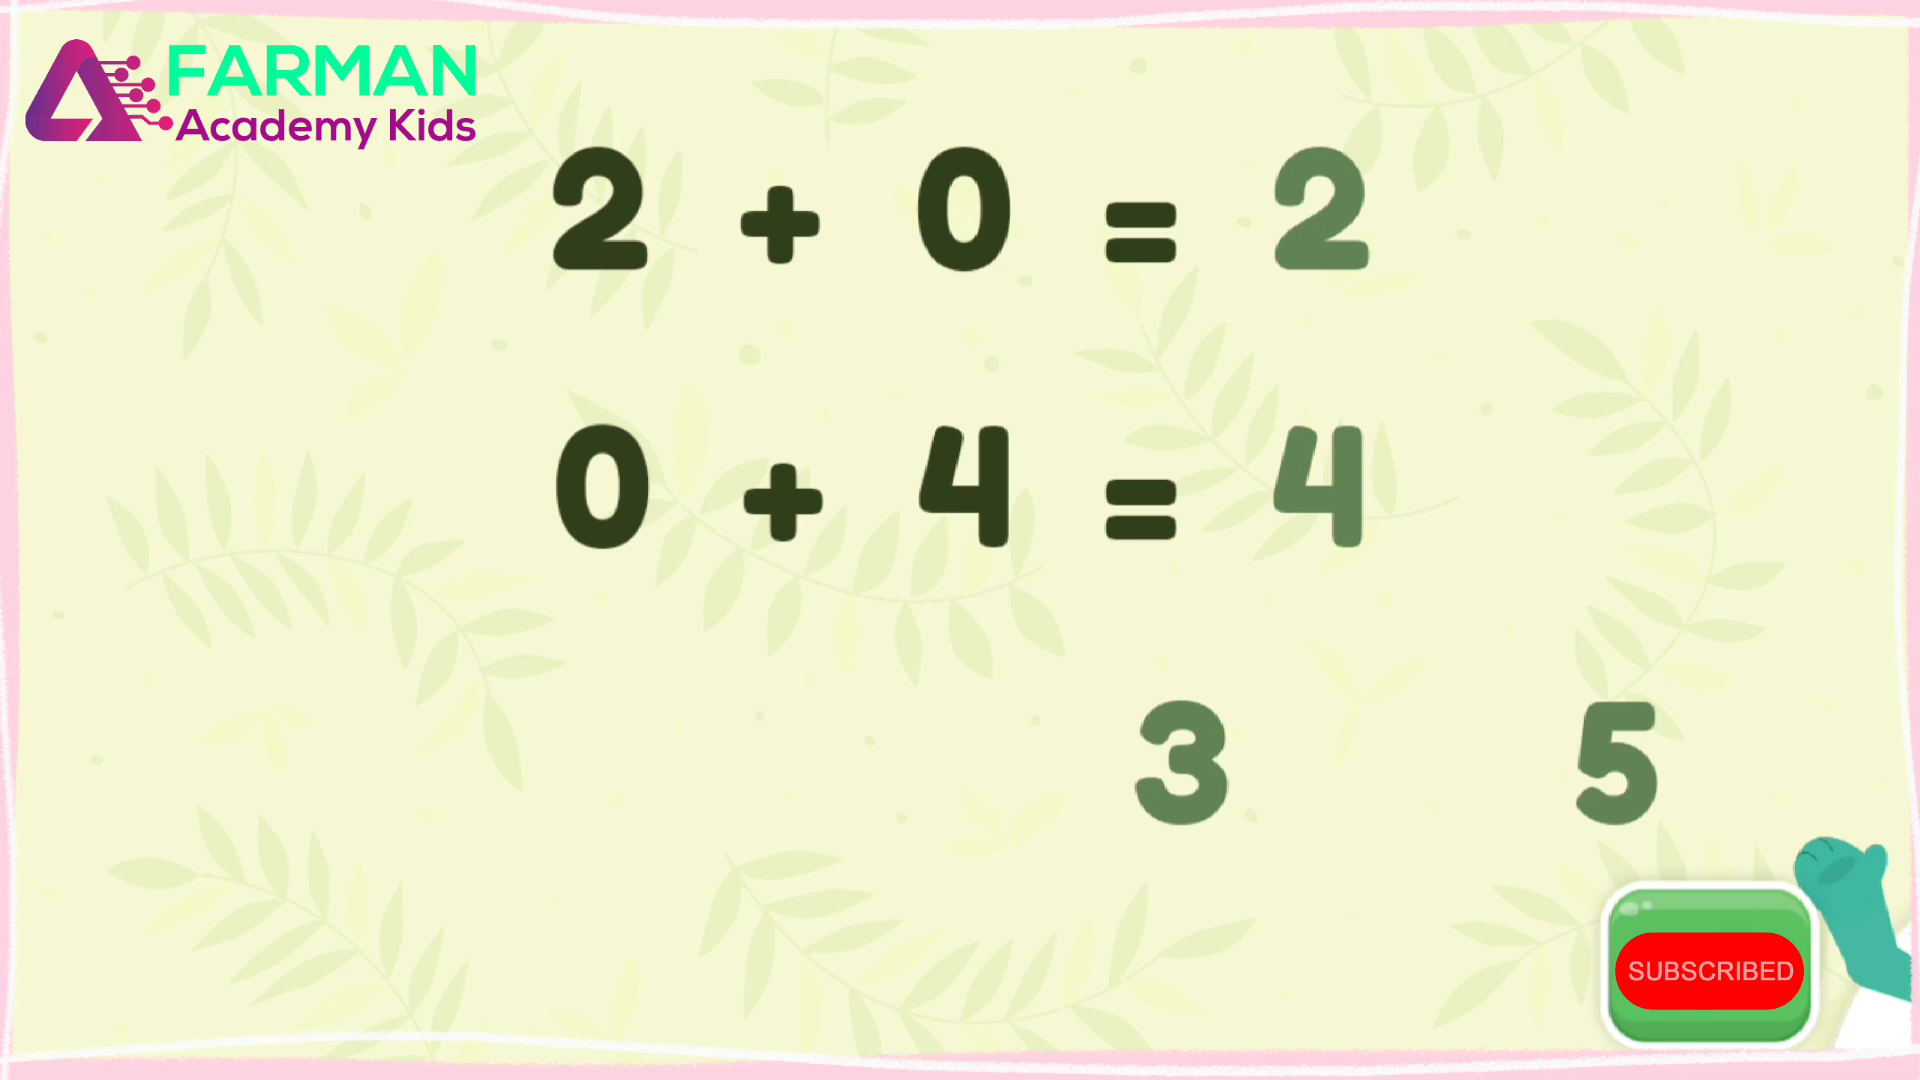 FARMAN
Academy Kids
2 + 0 = 2
0 + 4 = 4
3 5
SUBSCRIBED